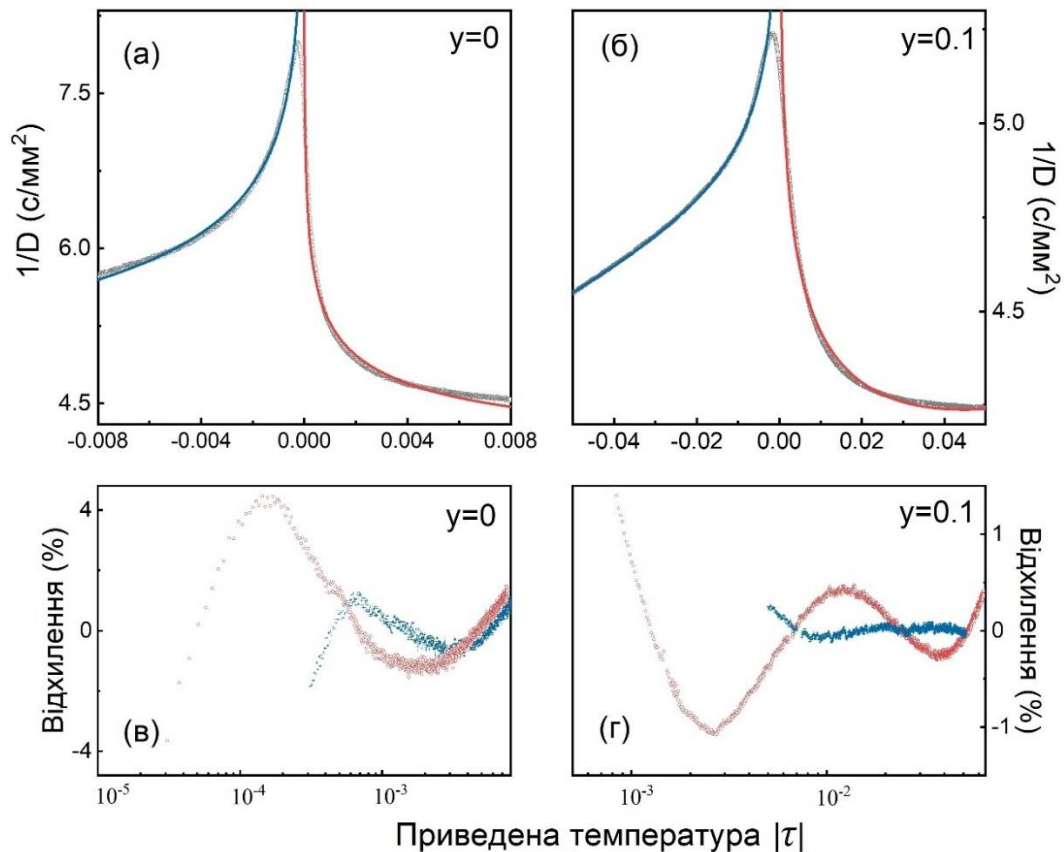 (а)
y=0
7.5
6.0
4.5
1/D (с/мм²)
-0.008 -0.004 0.000 0.004 0.008
(б)
y=0.1
5.0
4.5
1/D (с/мм²)
-0.04 -0.02 0.00 0.02 0.04
y=0
4
0
-4
Відхилення (%)
(в)
10⁻⁵ 10⁻⁴ 10⁻³
y=0.1
1
0
-1
Відхилення (%)
(г)
10⁻³ 10⁻²
Приведена температура |τ|